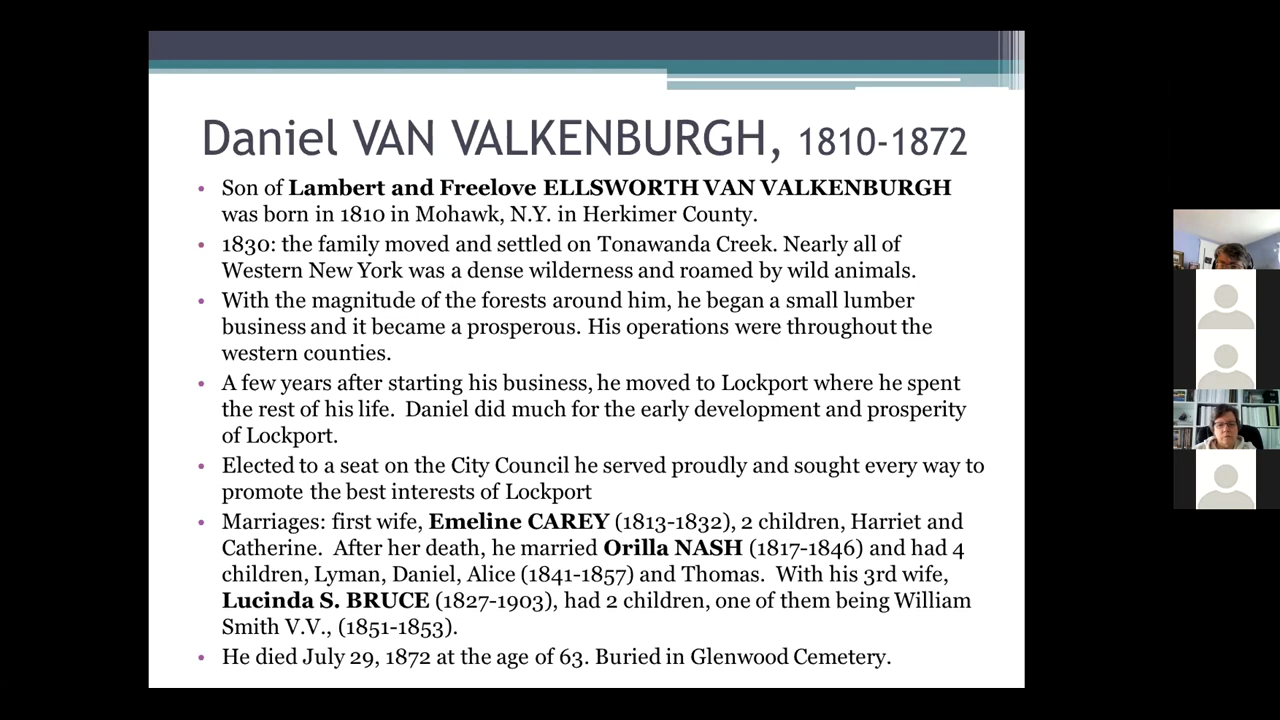 Daniel VAN VALKENBURGH, 1810-1872
• Son of Lambert and Freelove ELLSWORTH VAN VALKENBURGH
was born in 1810 in Mohawk, N.Y. in Herkimer County.
• 1830: the family moved and settled on Tonawanda Creek. Nearly all of
Western New York was a dense wilderness and roamed by wild animals.
• With the magnitude of the forests around him, he began a small lumber
business and it became a prosperous. His operations were throughout the
western counties.
• A few years after starting his business, he moved to Lockport where he spent
the rest of his life. Daniel did much for the early development and prosperity
of Lockport.
• Elected to a seat on the City Council he served proudly and sought every way to
promote the best interests of Lockport
• Marriages: first wife, Emeline CAREY (1813-1832), 2 children, Harriet and
Catherine. After her death, he married Orilla NASH (1817-1846) and had 4
children, Lyman, Daniel, Alice (1841-1857) and Thomas. With his 3rd wife,
Lucinda S. BRUCE (1827-1903), had 2 children, one of them being William
Smith V.V., (1851-1853).
• He died July 29, 1872 at the age of 63. Buried in Glenwood Cemetery.